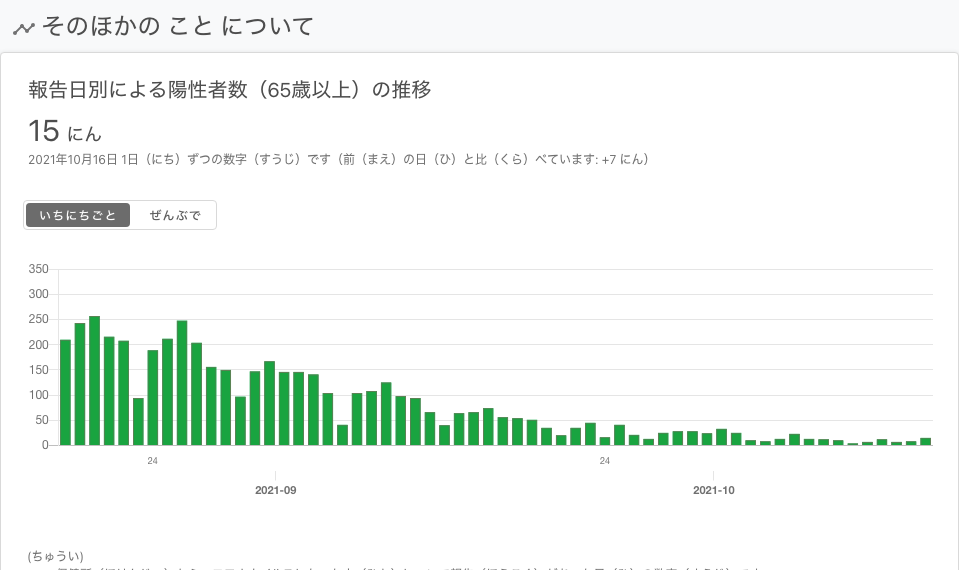 そのほかの こと について
報告日別による陽性者数（65歳以上）の推移
15 にん
2021年10月16日 1日（にち）ずつの数字（すうじ）です（前（まえ）の日（ひ）と比（くら）べています: +7 にん）
いちにちごと ぜんぶで
350
300
250
200
150
100
50
0
24 24
2021-09 2021-10
(ちゅうい)